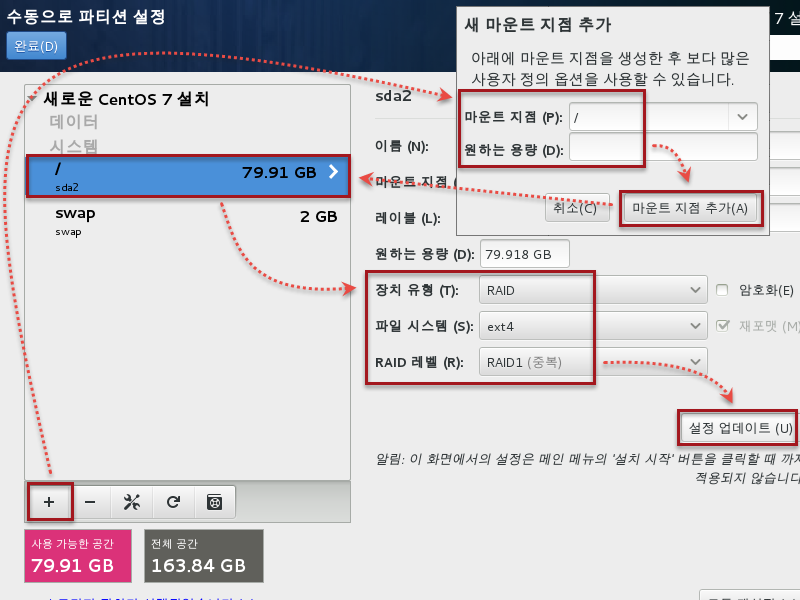 수동으로 파티션 설정
완료(D)
7 설
새 마운트 지점 추가
아래에 마운트 지점을 생성한 후 보다 많은
사용자 정의 옵션을 사용할 수 있습니다.
마운트 지점 (P): /
원하는 용량 (D):
취소(C) 마운트 지점 추가(A)
새로운 CentOS 7 설치
데이터
시스템
/ 79.91 GB
sda2
swap 2 GB
swap
sda2
이름 (N):
마운트 지점 (
레이블 (L):
원하는 용량 (D): 79.918 GB
장치 유형 (T): RAID 암호화(E)
파일 시스템 (S): ext4 재포맷 (M)
RAID 레벨 (R): RAID1 (중복)
설정 업데이트 (U)
알림: 이 화면에서의 설정은 메인 메뉴의 '설치 시작' 버튼을 클릭할 때 까지
적용되지 않습니다
사용 가능한 공간
79.91 GB
전체 공간
163.84 GB